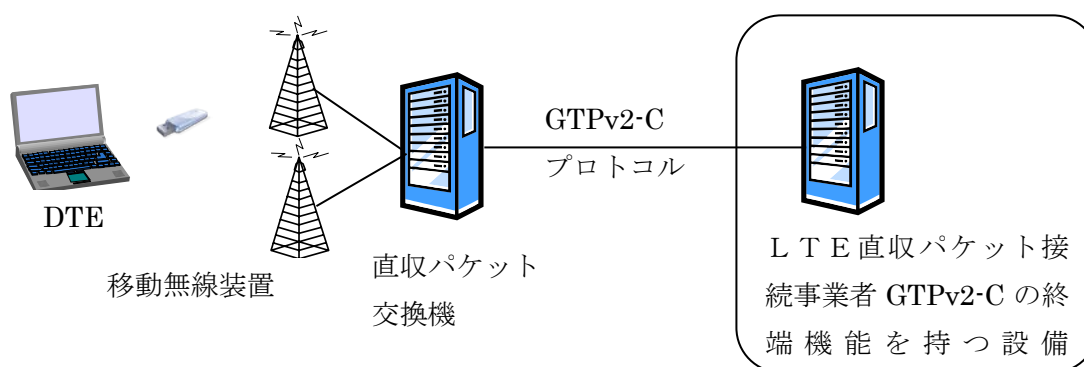 GTPv2-C
プロトコル
DTE
移動無線装置
直収パケット
交換機
ＬＴＥ直収パケット接
続事業者 GTPv2-C の終
端機能を持つ設備